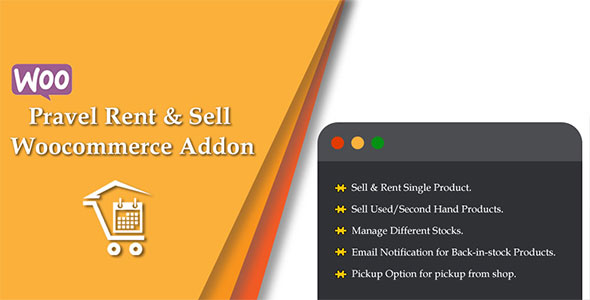 WOO
Pravel Rent & Sell
Woocommerce Addon
Sell & Rent Single Product.
Sell Used/Second Hand Products.
Manage Different Stocks.
Email Notification for Back-in-stock Products.
Pickup Option for pickup from shop.